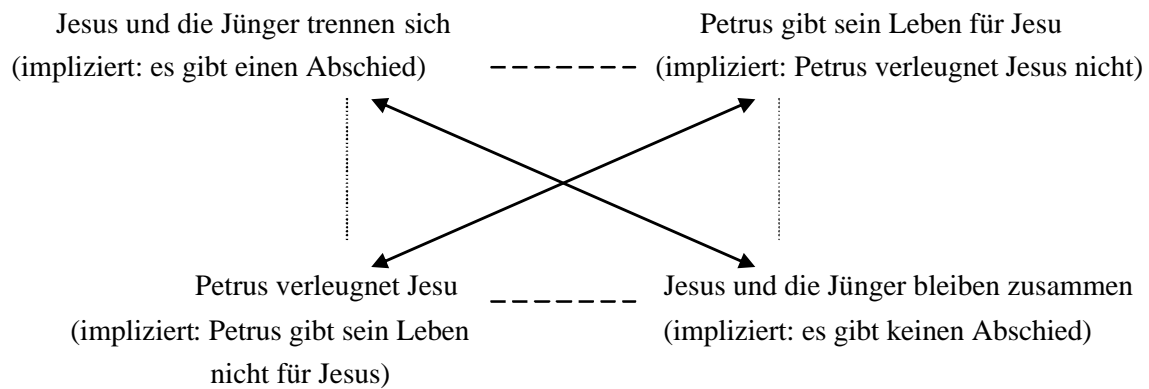 Jesus und die Jünger trennen sich
(impliziert: es gibt einen Abschied)
Petrus gibt sein Leben für Jesu
(impliziert: Petrus verleugnet Jesus nicht)
Petrus verleugnet Jesu
(impliziert: Petrus gibt sein Leben
nicht für Jesus)
Jesus und die Jünger bleiben zusammen
(impliziert: es gibt keinen Abschied)